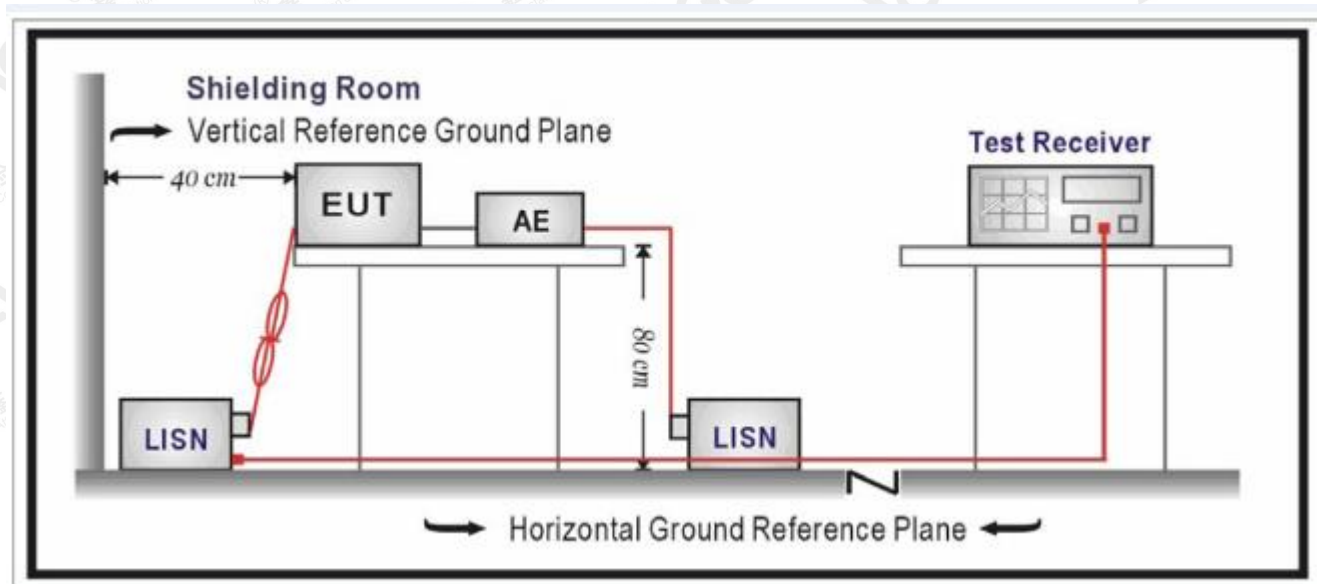 Shielding Room
Vertical Reference Ground Plane
Test Receiver
40 cm
EUT
AE
80 cm
LISN
LISN
Horizontal Ground Reference Plane